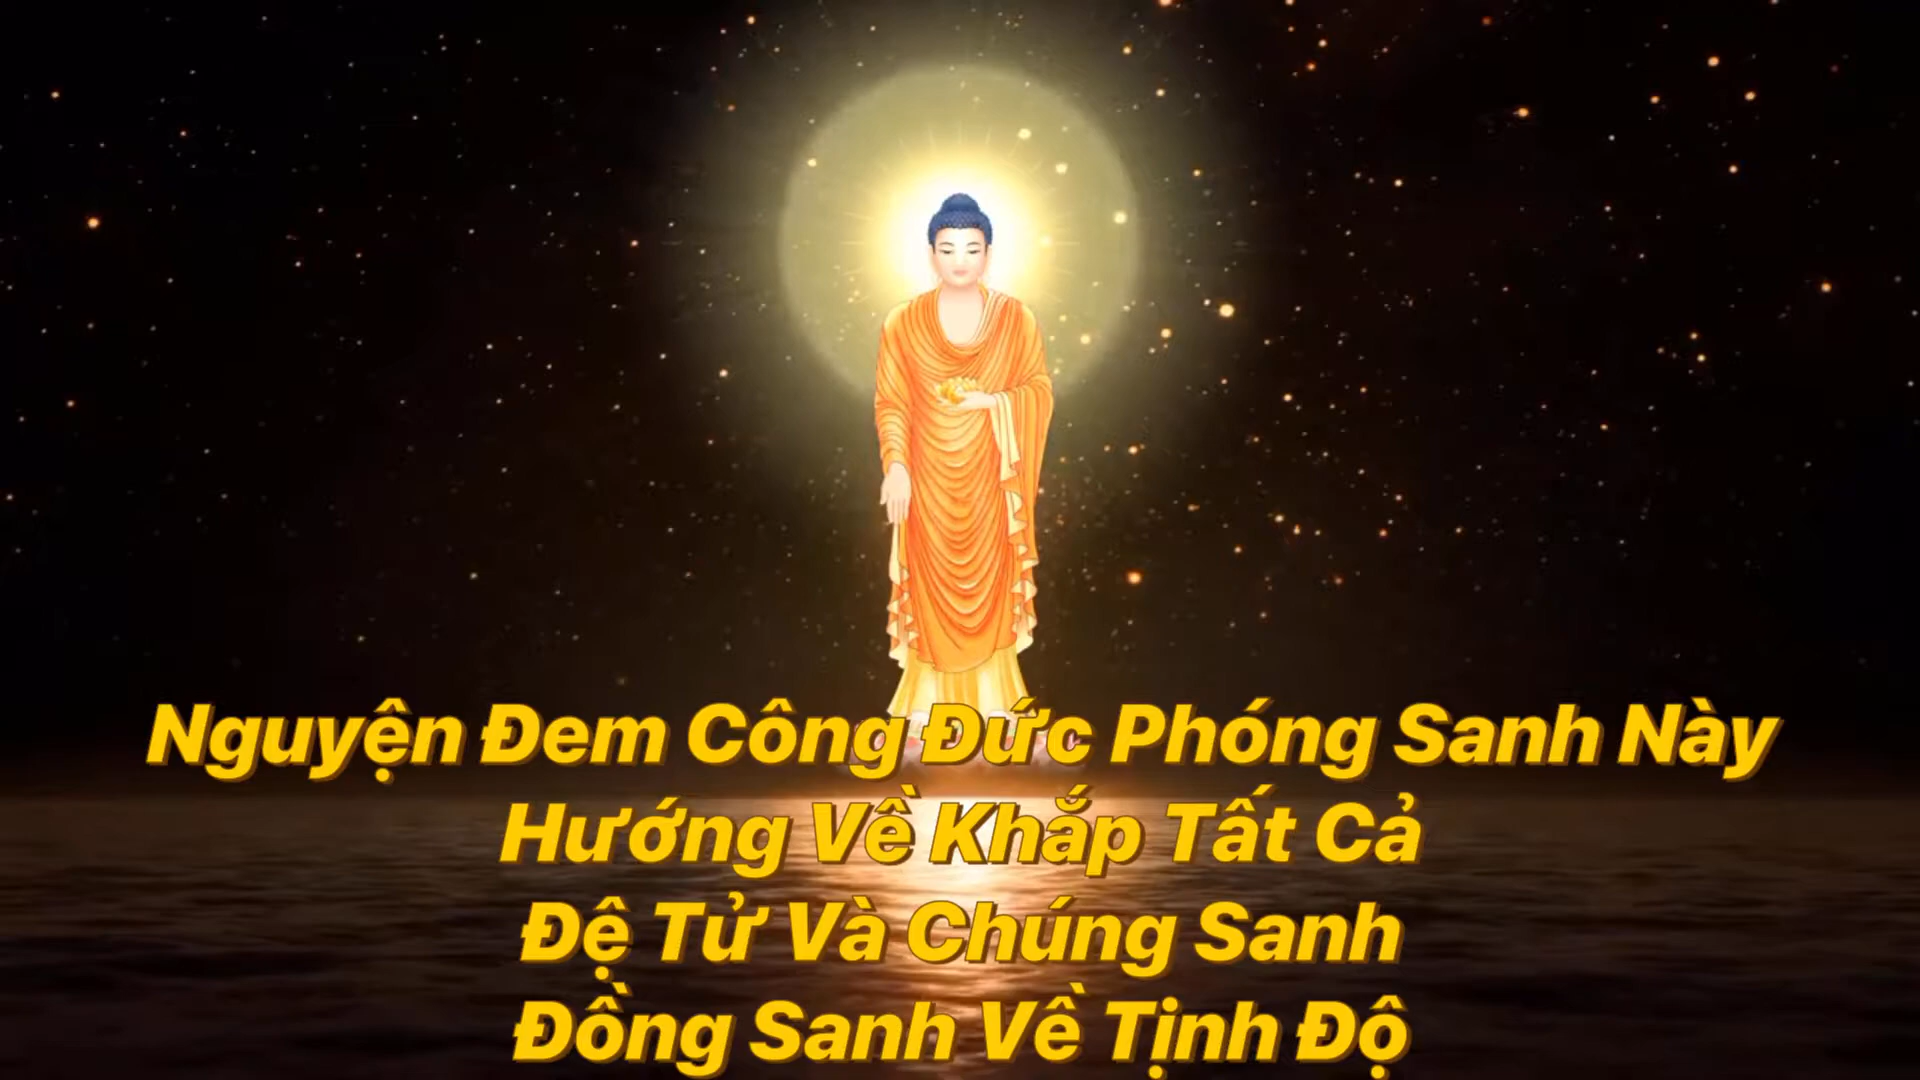 Nguyện Đem Công Đức Phóng Sanh Này
Hướng Về Khắp Tất Cả
Đệ Tử Và Chúng Sanh
Đồng Sanh Về Tịnh Độ